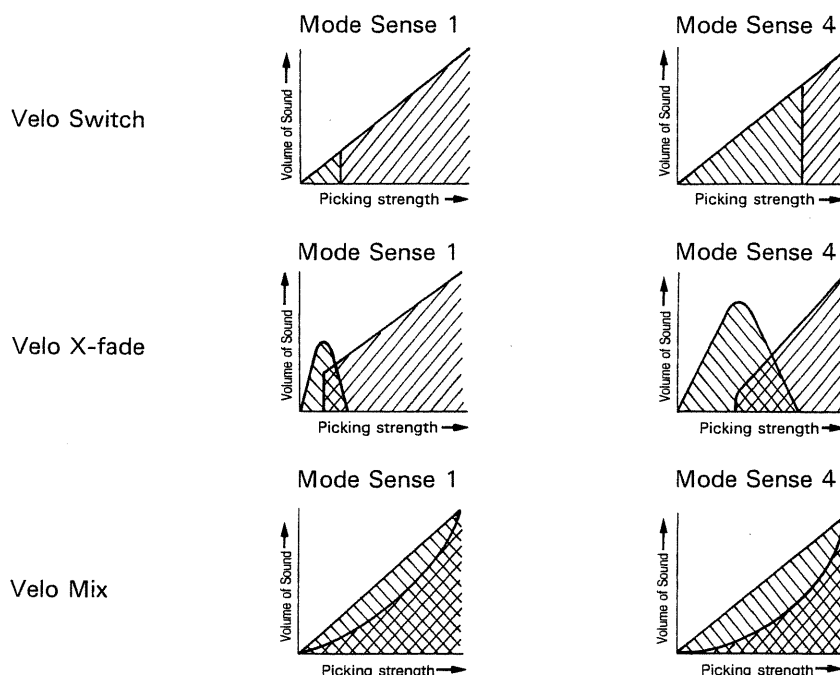 Mode Sense 1
Mode Sense 4
Velo Switch
Volume of Sound
Picking strength
Volume of Sound
Picking strength
Mode Sense 1
Mode Sense 4
Velo X-fade
Volume of Sound
Picking strength
Volume of Sound
Picking strength
Mode Sense 1
Mode Sense 4
Velo Mix
Volume of Sound
Picking strength
Volume of Sound
Picking strength